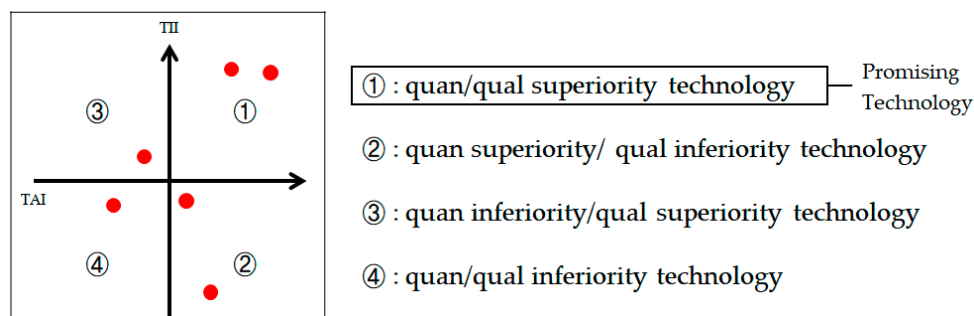 TII
③
①
TAI
④
②
① : quan/qual superiority technology
Promising
Technology
② : quan superiority/ qual inferiority technology
③ : quan inferiority/qual superiority technology
④ : quan/qual inferiority technology